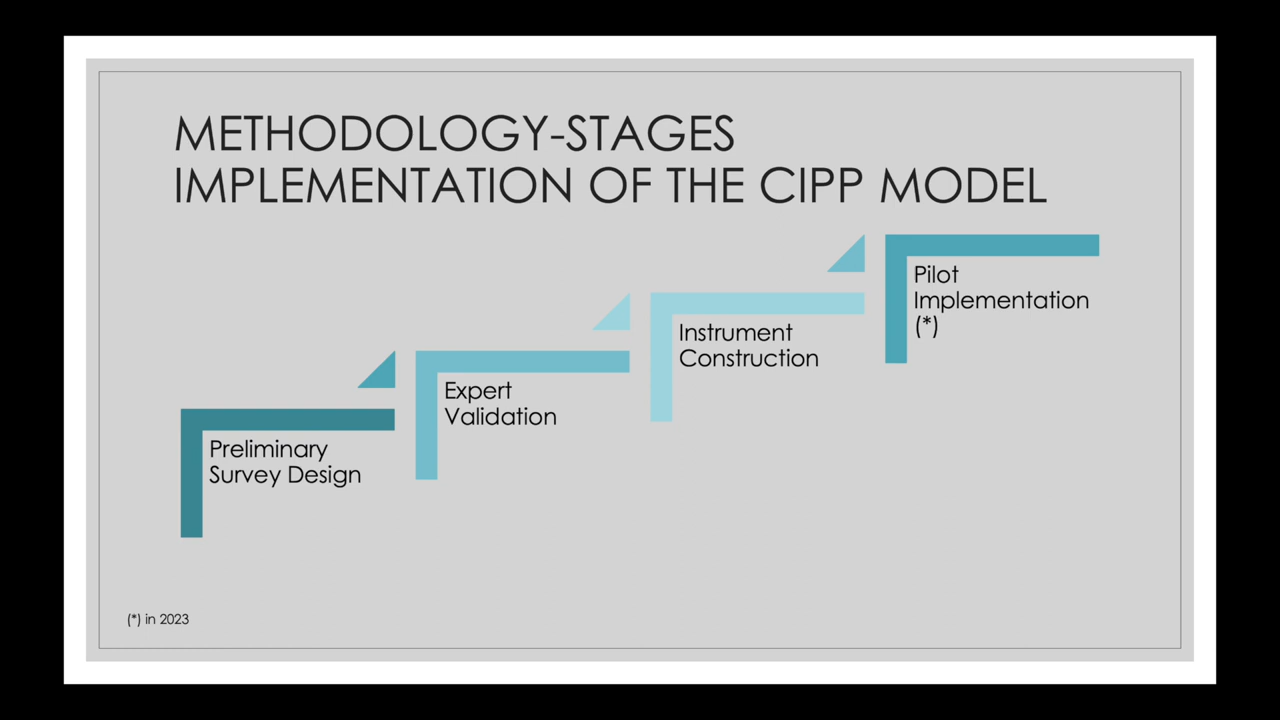 METHODOLOGY-STAGES
IMPLEMENTATION OF THE CIPP MODEL
Preliminary
Survey Design
Expert
Validation
Instrument
Construction
Pilot
Implementation
(*)
(*) in 2023